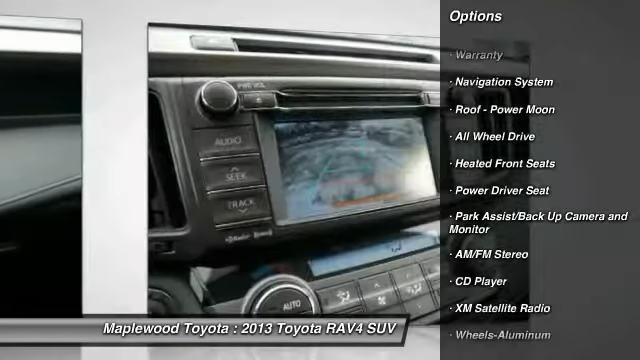 Options
· Warranty
· Navigation System
· Roof - Power Moon
· All Wheel Drive
· Heated Front Seats
· Power Driver Seat
· Park Assist/Back Up Camera and
Monitor
· AM/FM Stereo
· CD Player
· XM Satellite Radio
· Wheels-Aluminum
PWR VOL
AUDIO
SEEK
TRACK
AUTO
Maplewood Toyota : 2013 Toyota RAV4 SUV